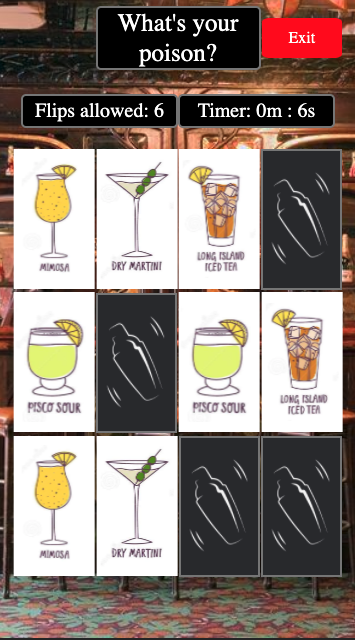 What's your
poison?
Exit
Flips allowed: 6
Timer: 0m : 6s
MIMOSA
DRY MARTINI
LONG ISLAND
ICED TEA
PISCO SOUR
PISCO SOUR
LONG ISLAND
ICED TEA
MIMOSA
DRY MARTINI